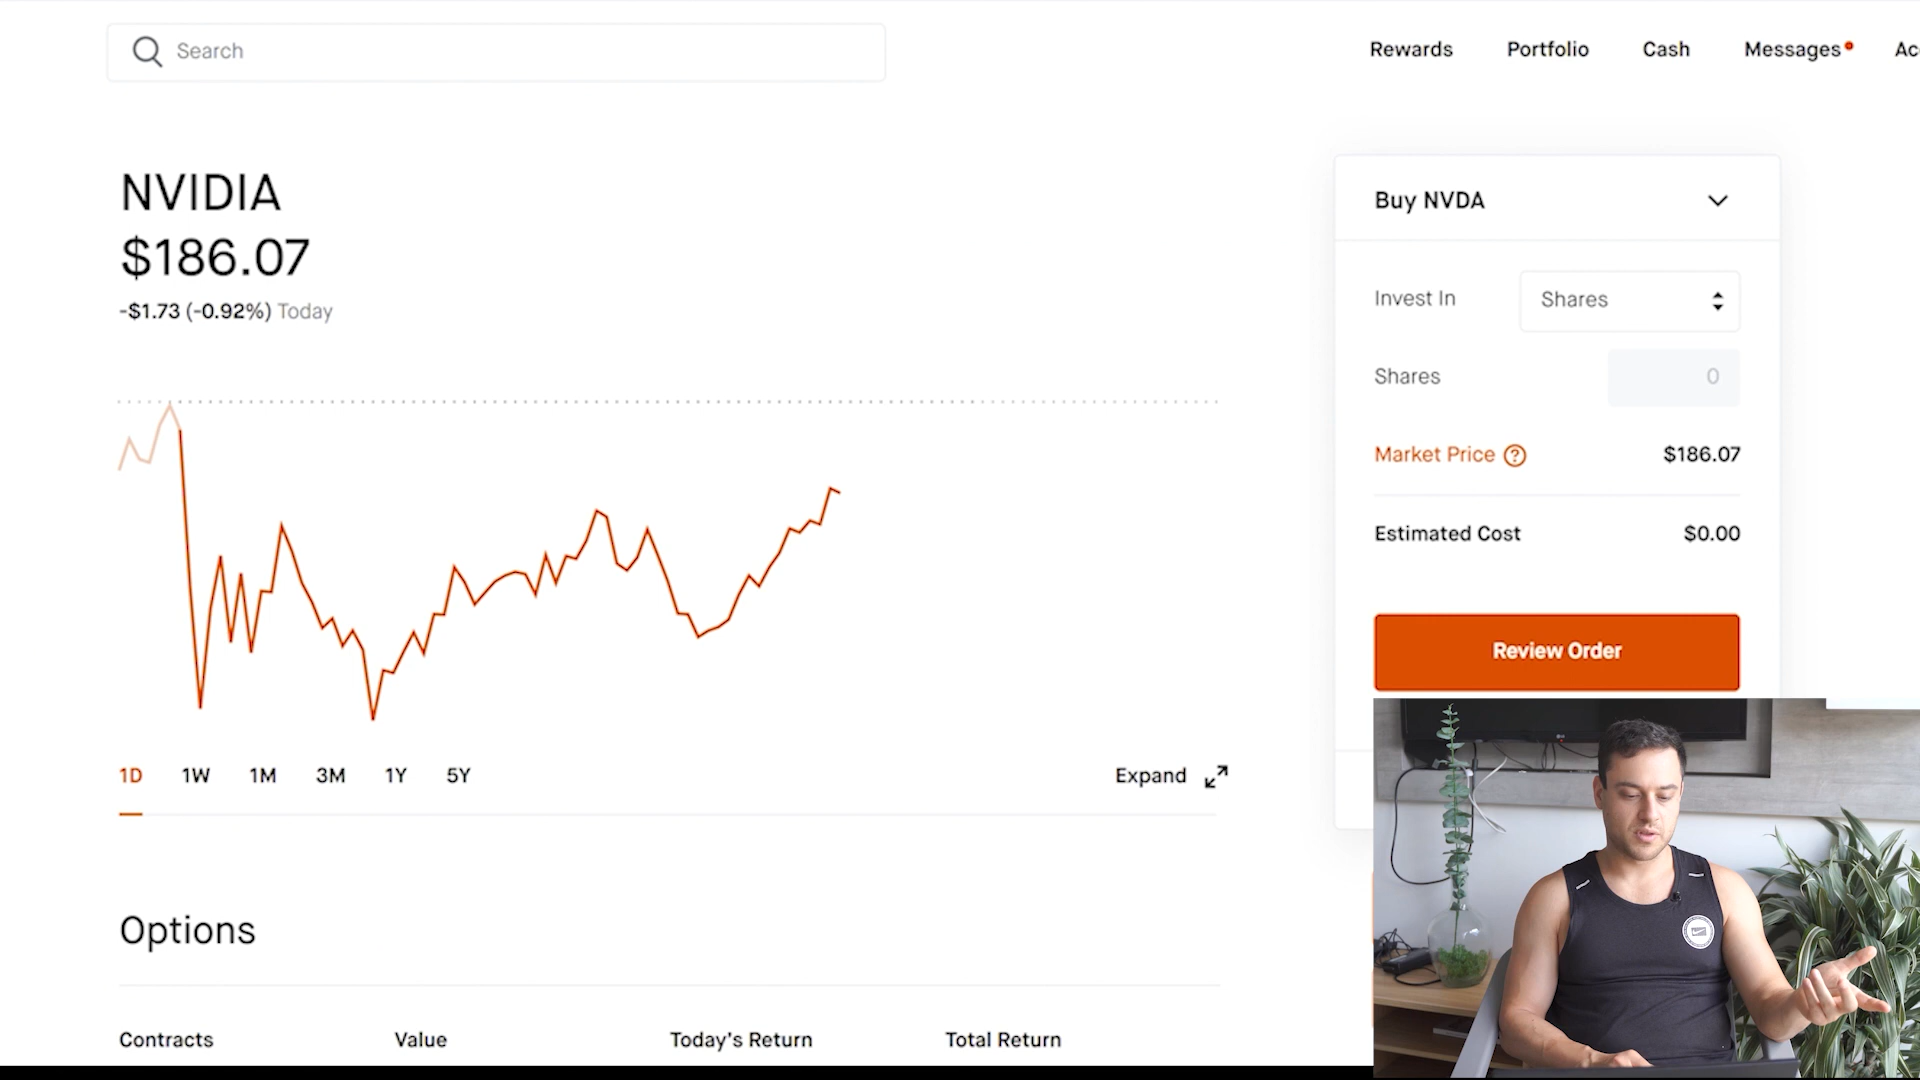 Search
Rewards
Portfolio
Cash
Messages
Ac
NVIDIA
$186.07
-$1.73 (-0.92%) Today
1D
1W
1M
3M
1Y
5Y
Expand
Options
Contracts
Value
Today's Return
Total Return
Buy NVDA
Invest In
Shares
Shares
0
Market Price ?
$186.07
Estimated Cost
$0.00
Review Order